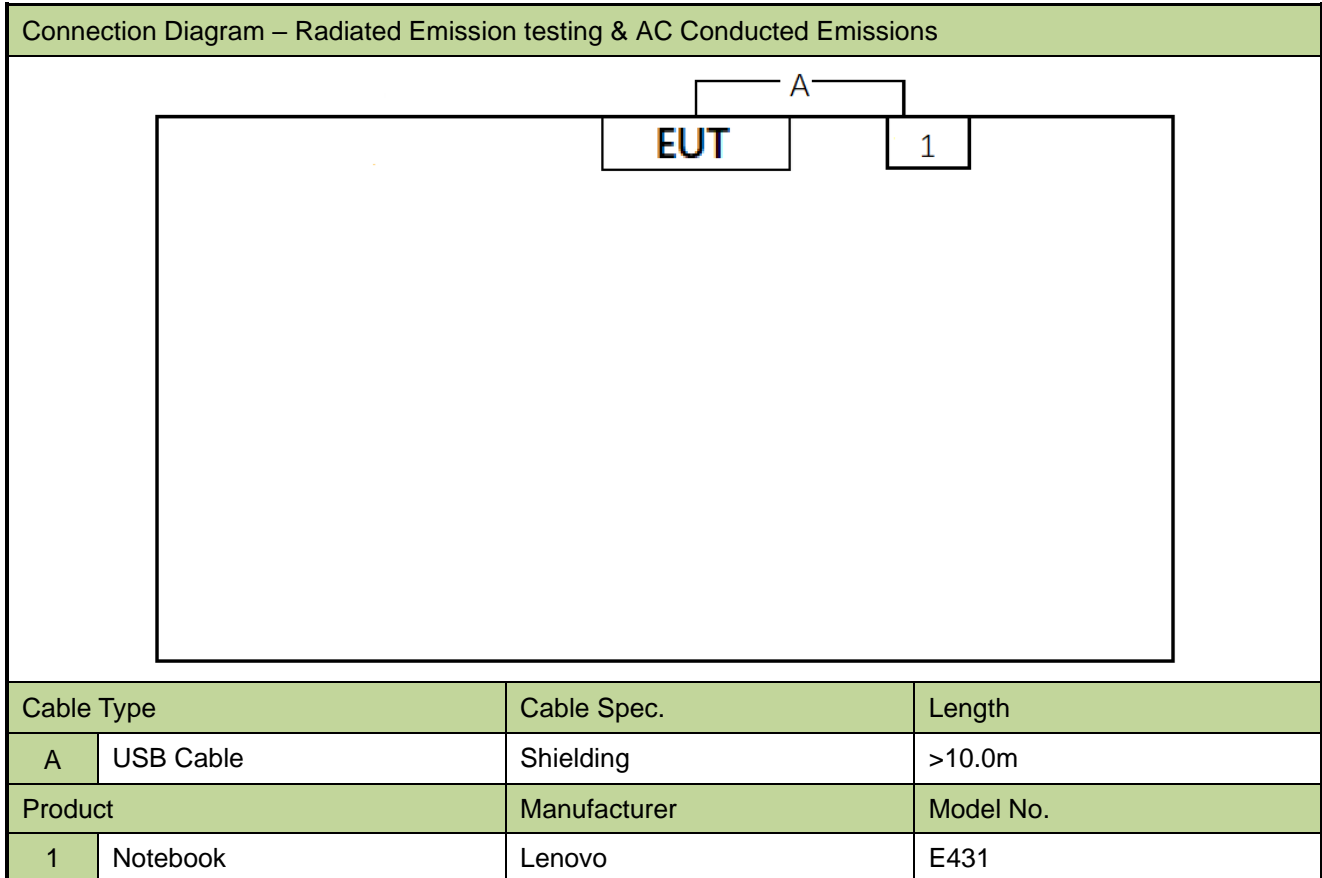 Connection Diagram – Radiated Emission testing & AC Conducted Emissions
A
EUT
1
Cable Type Cable Spec. Length
A USB Cable Shielding >10.0m
Product Manufacturer Model No.
1 Notebook Lenovo E431